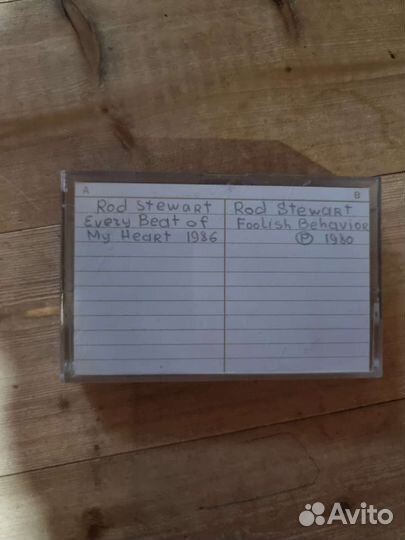 A
B
Rod Stewart
Every Beat of
My Heart 1986
Rod Stewart
Foolish Behavior
Ⓟ 1980
Avito